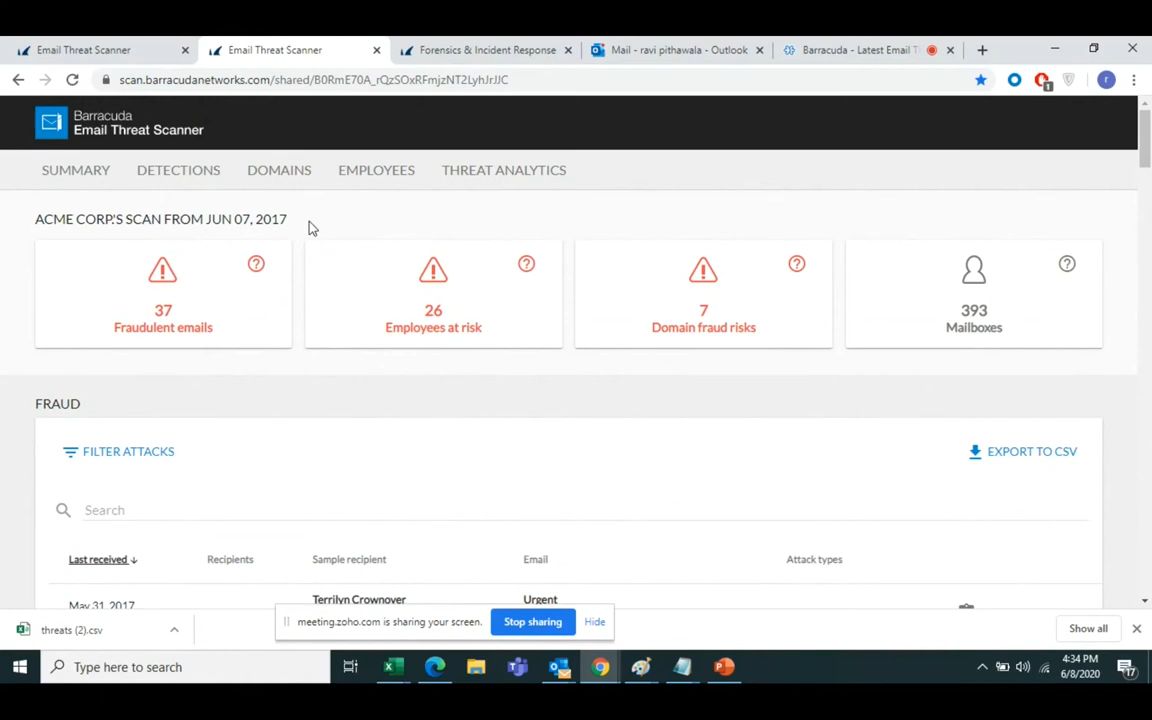 Email Threat Scanner
Email Threat Scanner
Forensics & Incident Response
Mail - ravi pithawala - Outlook
Barracuda - Latest Email T
scan.barracudanetworks.com/shared/B0RmE70A_rQzSOxRFmjzNT2LyhJrJJC
1
r
Barracuda
Email Threat Scanner
SUMMARY
DETECTIONS
DOMAINS
EMPLOYEES
THREAT ANALYTICS
ACME CORP.'S SCAN FROM JUN 07, 2017
37
Fraudulent emails
26
Employees at risk
7
Domain fraud risks
393
Mailboxes
FRAUD
FILTER ATTACKS
EXPORT TO CSV
Search
Last received
Recipients
Sample recipient
Email
Attack types
May 31, 2017
Terrilyn Crownover
Urgent
meeting.zoho.com is sharing your screen.
Stop sharing
Hide
threats (2).csv
Show all
Type here to search
4:34 PM
6/8/2020
17